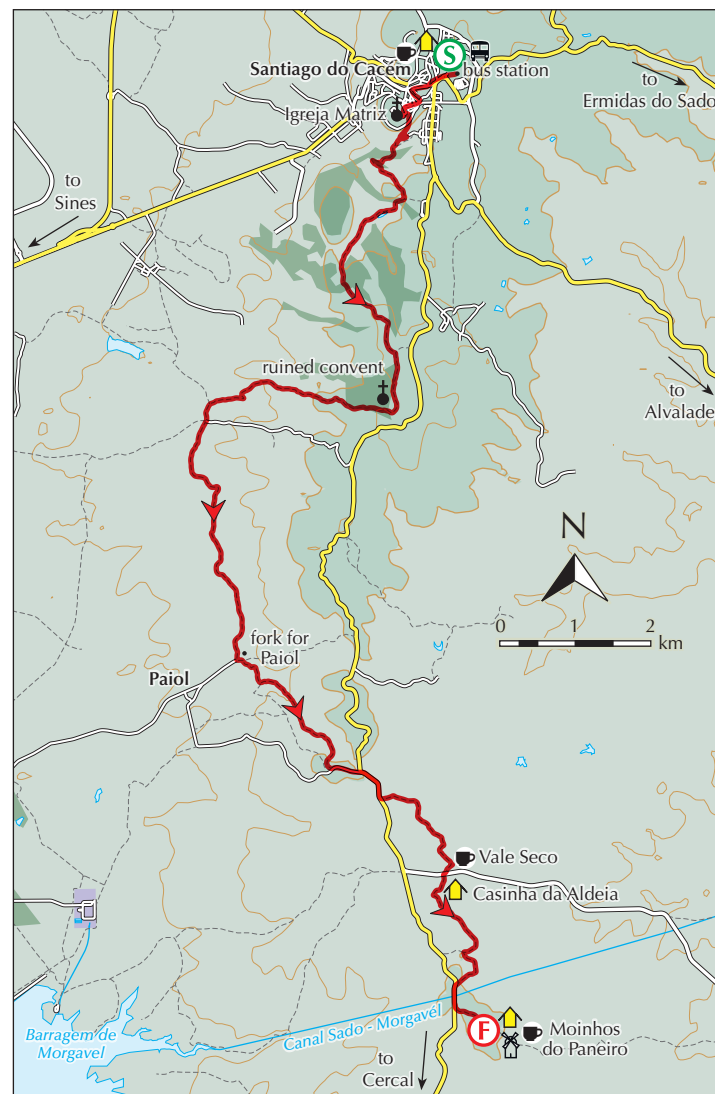 S
Santiago do Cacém
bus station
to
Ermidas do Sado
Igreja Matriz
to
Sines
ruined convent
to
Alvalade
N
0 1 2
km
fork for
Paiol
Paiol
Vale Seco
Casinha da Aldeia
Barragem de
Morgavel
Canal Sado - Morgavél
F
Moinhos
do Paneiro
to
Cercal